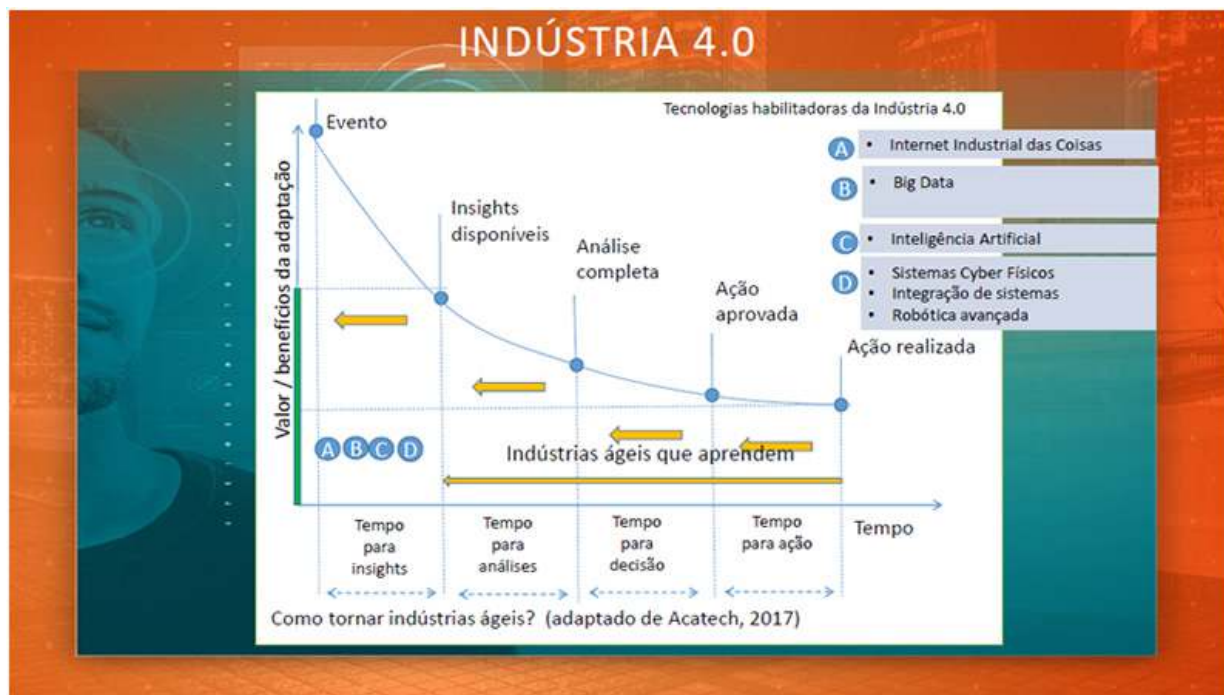 INDÚSTRIA 4.0
Tecnologias habilitadoras da Indústria 4.0
Evento
A
• Internet Industrial das Coisas
B
• Big Data
C
• Inteligência Artificial
D
• Sistemas Cyber Físicos
• Integração de sistemas
• Robótica avançada
Insights
disponíveis
Análise
completa
Ação
aprovada
Ação realizada
Valor / benefícios da adaptação
A B C D
Indústrias ágeis que aprendem
Tempo
para
insights
Tempo
para
análises
Tempo
para
decisão
Tempo
para ação
Tempo
Como tornar indústrias ágeis? (adaptado de Acatech, 2017)